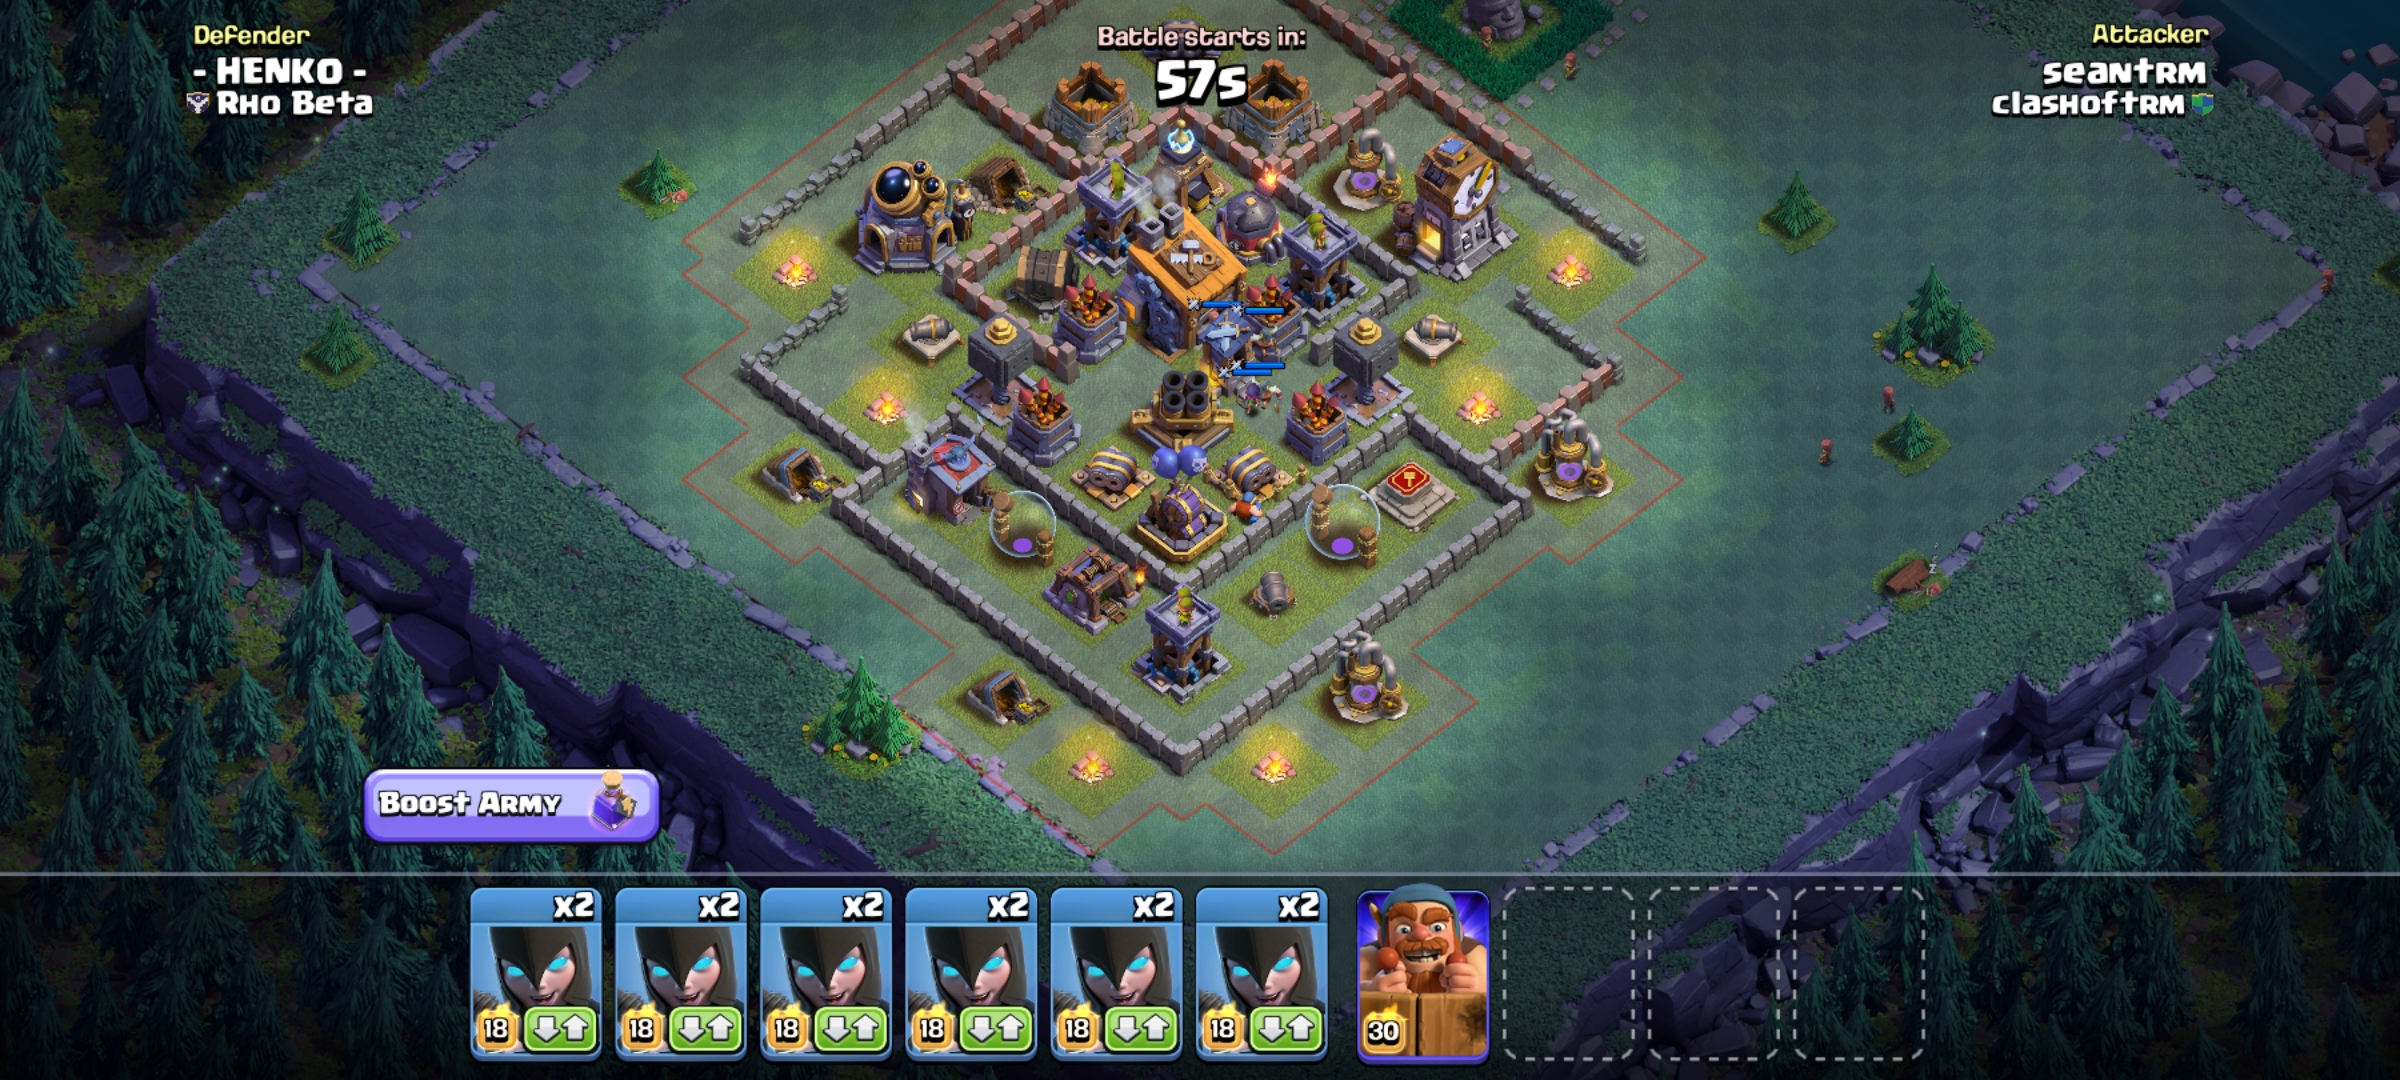 Defender
- HENKO -
Rho Beta
Battle starts in:
57s
Attacker
seantRM
clashoftRM
Boost Army
x2
x2
x2
x2
x2
x2
18
18
18
18
18
18
30